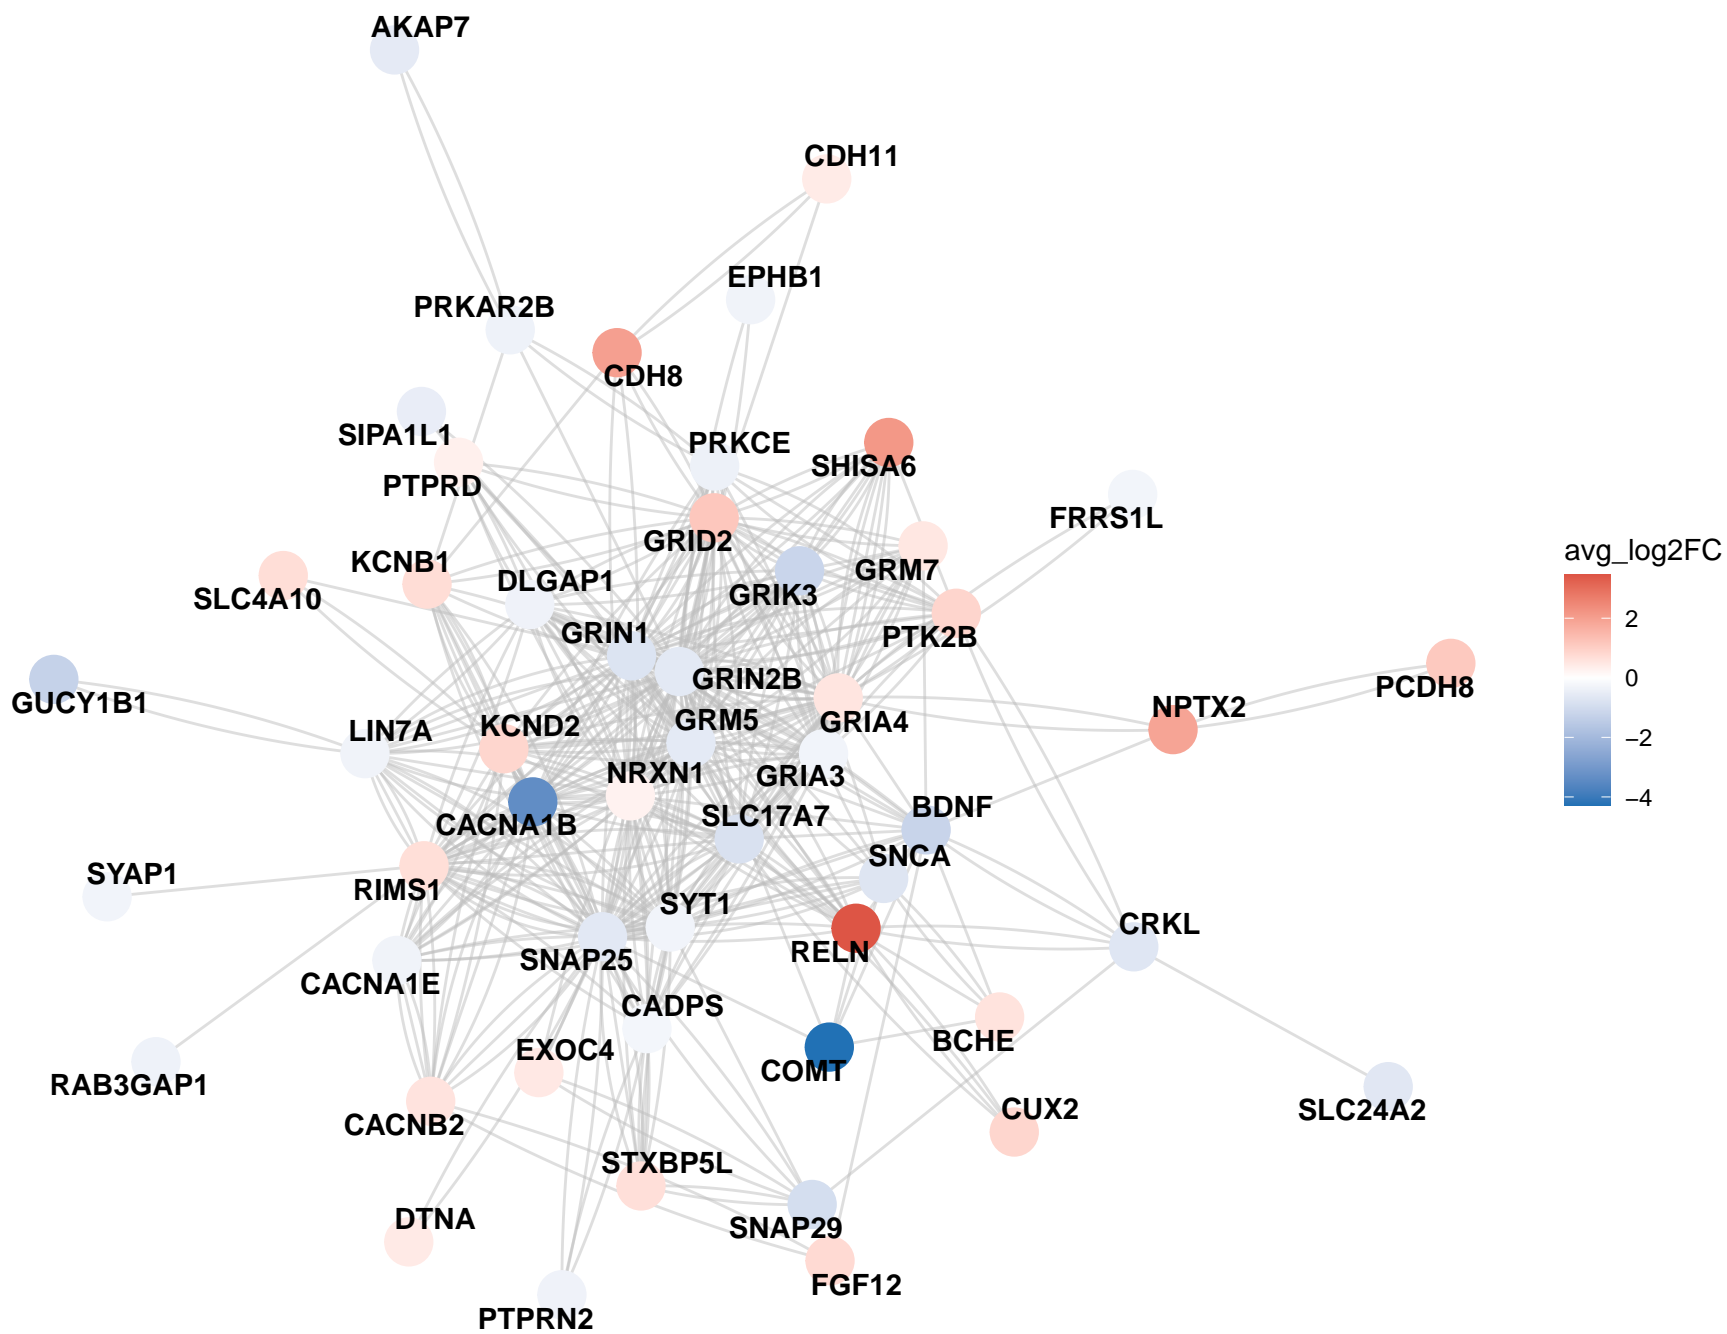 AKAP7
CDH11
EPHB1
PRKAR2B
CDH8
SIPA1L1
PRKCE
SHISA6
PTPRD
FRRS1L
GRID2
avg_log2FC
KCNB1
DLGAP1
GRM7
SLC4A10
GRIK3
2
GRIN1
PTK2B
GRIN2B
0
PCDH8
GUCY1B1
NPTX2
LIN7A
KCND2
GRM5
GRIA4
−2
NRXN1
GRIA3
−4
CACNA1B
SLC17A7
BDNF
SNCA
SYAP1
RIMS1
SYT1
CRKL
RELN
SNAP25
CACNA1E
CADPS
EXOC4
BCHE
COMT
RAB3GAP1
CUX2
SLC24A2
CACNB2
STXBP5L
DTNA
SNAP29
FGF12
PTPRN2